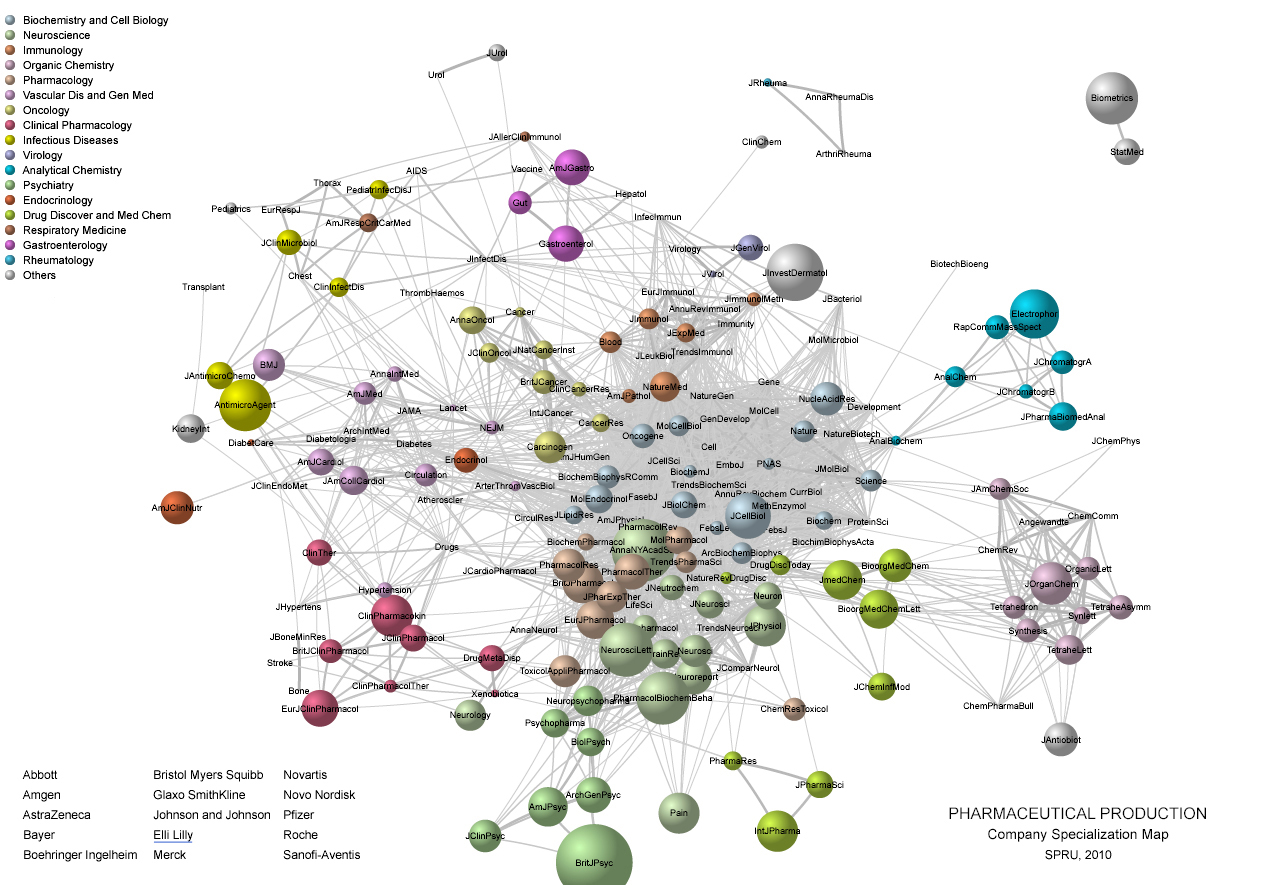 Biochemistry and Cell Biology
Neuroscience
Immunology
Organic Chemistry
Pharmacology
Vascular Dis and Gen Med
Oncology
Clinical Pharmacology
Infectious Diseases
Virology
Analytical Chemistry
Psychiatry
Endocrinology
Drug Discover and Med Chem
Respiratory Medicine
Gastroenterology
Rheumatology
Others
JUrol
Urol
JRheuma
AnnaRheumaDis
ArthriRheuma
ClinChem
Biometrics
StatMed
JAllerClinImmunol
AmJGastro
Vaccine
AIDS
Thorax
PediatrInfecDisJ
Hepatol
Gut
Pediatrics
EurRespJ
AmJRespCritCarMed
InfecImmun
JClinMicrobiol
Gastroenterol
Virology
JGenVirol
JInfectDis
JVirol
JInvestDermatol
BiotechBioeng
Chest
Transplant
ClinInfectDis
ThrombHaemos
EurJImmunol
JImmunolMeth
JBacteriol
AnnuRevImmunol
Cancer
AnnaOncol
JImmunol
Immunity
Electrophor
RapCommMassSpect
JExpMed
Blood
MolMicrobiol
JClinOncol
JNatCancerInst
JLeukBiol
TrendsImmunol
JChromatogrA
BMJ
JAntimicroChemo
AnnaIntMed
AnalChem
BritJCancer
ClinCancerRes
NatureMed
Gene
AmJMed
AmJPathol
NatureGen
JChromatogrB
NucleAcidRes
AntimicroAgent
JAMA
Lancet
IntJCancer
MolCell
Development
JPharmaBiomedAnal
GenDevelop
CancerRes
MolCellBiol
KidneyInt
ArchIntMed
NEJM
Oncogene
Nature
NatureBiotech
AnalBiochem
JChemPhys
DiabetCare
Diabetologia
Diabetes
Carcinogen
Cell
AmJCardiol
Endocrinol
JCellSci
BiochemJ
EmboJ
PNAS
JMolBiol
Circulation
BiochemBiophysRComm
JAmCollCardiol
JClinEndoMet
ArterThromVascBiol
TrendsBiochemSci
Science
JAmChemSoc
Atheroscler
MolEndocrinol
FasebJ
CurrBiol
AmJClinNutr
JBiolChem
MethEnzymol
CirculRes
JLipidRes
JCellBiol
Biochem
ProteinSci
Angewandte
ChemComm
PharmacolRev
BiochemPharmacol
MolPharmacol
BiochimBiophysActa
Drugs
ClinTher
ArcBiochemBiophys
ChemRev
PharmacolRes
TrendsPharmaSci
DrugDiscToday
BioorgMedChem
JCardioPharmacol
PharmacolTher
NatureRevDrugDisc
JmedChem
OrganicLett
JOrganChem
Hypertension
JNeutrochem
JPharExpTher
Neuron
JHypertens
LifeSci
JNeurosci
BioorgMedChemLett
Tetrahedron
TetraheAsymm
ClinPharmacokin
EurJPharmacol
Synlett
AnnaNeurol
JPhysiol
Synthesis
JBoneMinRes
JClinPharmacol
BritJClinPharmacol
NeurosciLett
Neurosci
TetraheLett
Stroke
DrugMetaDisp
ToxicolAppliPharmacol
JComparNeurol
ClinPharmacolTher
Bone
Xenobiotica
JChemInfMod
EurJClinPharmacol
Neurology
Neuropsychopharma
PharmacolBiochemBeha
ChemResToxicol
ChemPharmaBull
Psychopharma
BiolPsych
JAntibiot
PharmaRes
JPharmaSci
ArchGenPsyc
AmJPsyc
Pain
IntJPharma
JClinPsyc
BritJPsyc
Abbott
Amgen
AstraZeneca
Bayer
Boehringer Ingelheim
Bristol Myers Squibb
Glaxo SmithKline
Johnson and Johnson
Elli Lilly
Merck
Novartis
Novo Nordisk
Pfizer
Roche
Sanofi-Aventis
PHARMACEUTICAL PRODUCTION
Company Specialization Map
SPRU, 2010